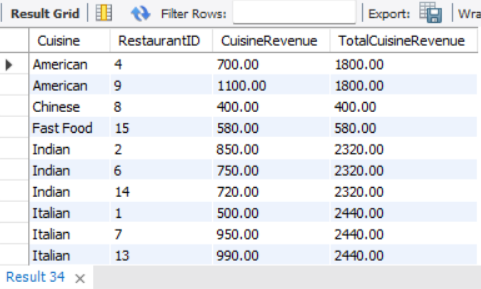 Result Grid Filter Rows: Export: Wra
Cuisine RestaurantID CuisineRevenue TotalCuisineRevenue
American 4 700.00 1800.00
American 9 1100.00 1800.00
Chinese 8 400.00 400.00
Fast Food 15 580.00 580.00
Indian 2 850.00 2320.00
Indian 6 750.00 2320.00
Indian 14 720.00 2320.00
Italian 1 500.00 2440.00
Italian 7 950.00 2440.00
Italian 13 990.00 2440.00
Result 34